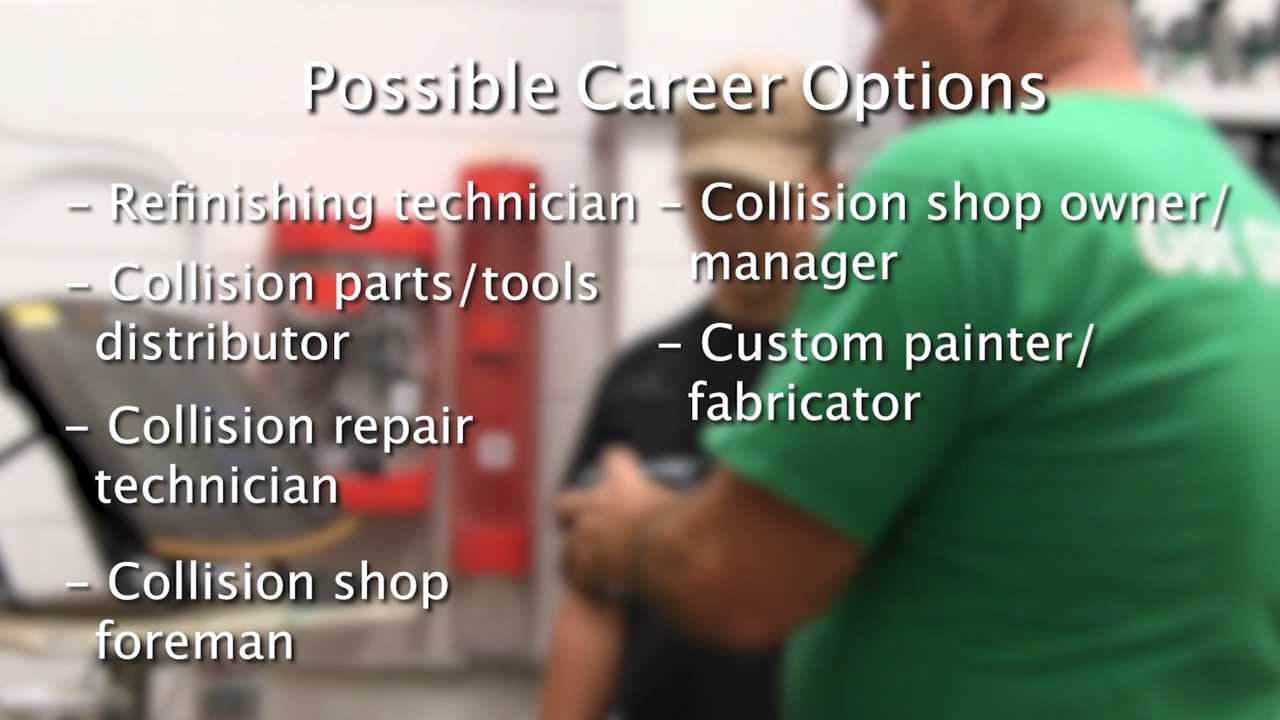 Possible Career Options
– Refinishing technician
– Collision parts/tools
distributor
– Collision repair
technician
– Collision shop
foreman
– Collision shop owner/
manager
– Custom painter/
fabricator